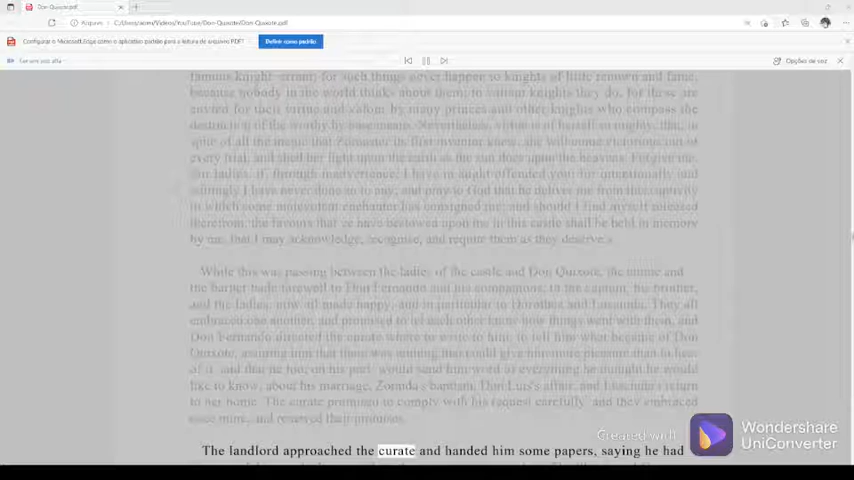 Don-Quixote.pdf
Arquivo C:/Users/acem/Videos/YouTube/Don-Quixote/Don-Quixote.pdf
Configurar o Microsoft Edge como o aplicativo padrão para a leitura de arquivos PDF? Definir como padrão
Ler em voz alta Opções de voz
famous knight-errant; for such things never happen to knights of little renown and fame,
because nobody in the world thinks about them; to valiant knights they do, for these are
envied for their virtue and valour by many princes and other knights who compass the
destruction of the worthy by base means. Nevertheless, virtue is of herself so mighty, that, in
spite of all the magic that Zoroaster its first inventor knew, she will come victorious out of
every trial, and shed her light upon the earth as the sun does upon the heavens. Forgive me,
fair ladies, if, through inadvertence, I have in aught offended you; for intentionally and
wittingly I have never done so to any; and pray to God that he deliver me from this captivity
to which some malevolent enchanter has consigned me; and should I find myself released
therefrom, the favours that ye have bestowed upon me in this castle shall be held in memory
by me, that I may acknowledge, recognise, and requite them as they deserve."
While this was passing between the ladies of the castle and Don Quixote, the curate and
the barber bade farewell to Don Fernando and his companions, to the captain, his brother,
and the ladies, now all made happy, and in particular to Dorothea and Luscinda. They all
embraced one another, and promised to let each other know how things went with them, and
Don Fernando directed the curate where to write to him, to tell him what became of Don
Quixote, assuring him that there was nothing that could give him more pleasure than to hear
of it, and that he too, on his part, would send him word of everything he thought he would
like to know, about his marriage, Zoraida's baptism, Don Luis's affair, and Luscinda's return
to her home. The curate promised to comply with his request carefully, and they embraced
once more, and renewed their promises.
The landlord approached the curate and handed him some papers, saying he had
Created with
Wondershare
UniConverter